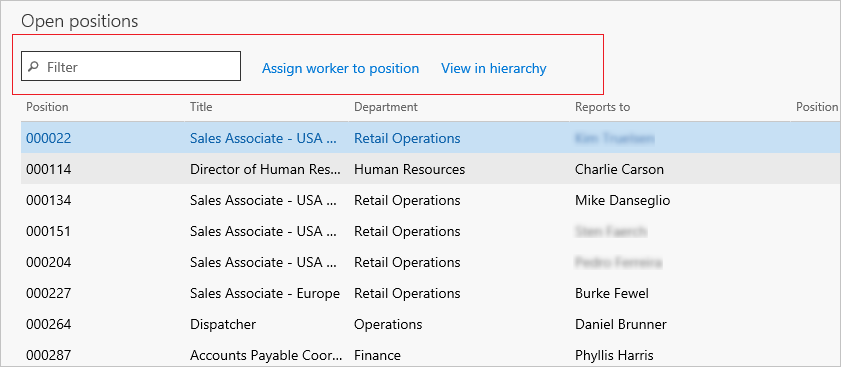 Open positions
Filter Assign worker to position View in hierarchy
Position Title Department Reports to Position
000022 Sales Associate - USA ... Retail Operations
000114 Director of Human Res... Human Resources Charlie Carson
000134 Sales Associate - USA ... Retail Operations Mike Danseglio
000151 Sales Associate - USA ... Retail Operations
000204 Sales Associate - USA ... Retail Operations
000227 Sales Associate - Europe Retail Operations Burke Fewel
000264 Dispatcher Operations Daniel Brunner
000287 Accounts Payable Coor... Finance Phyllis Harris